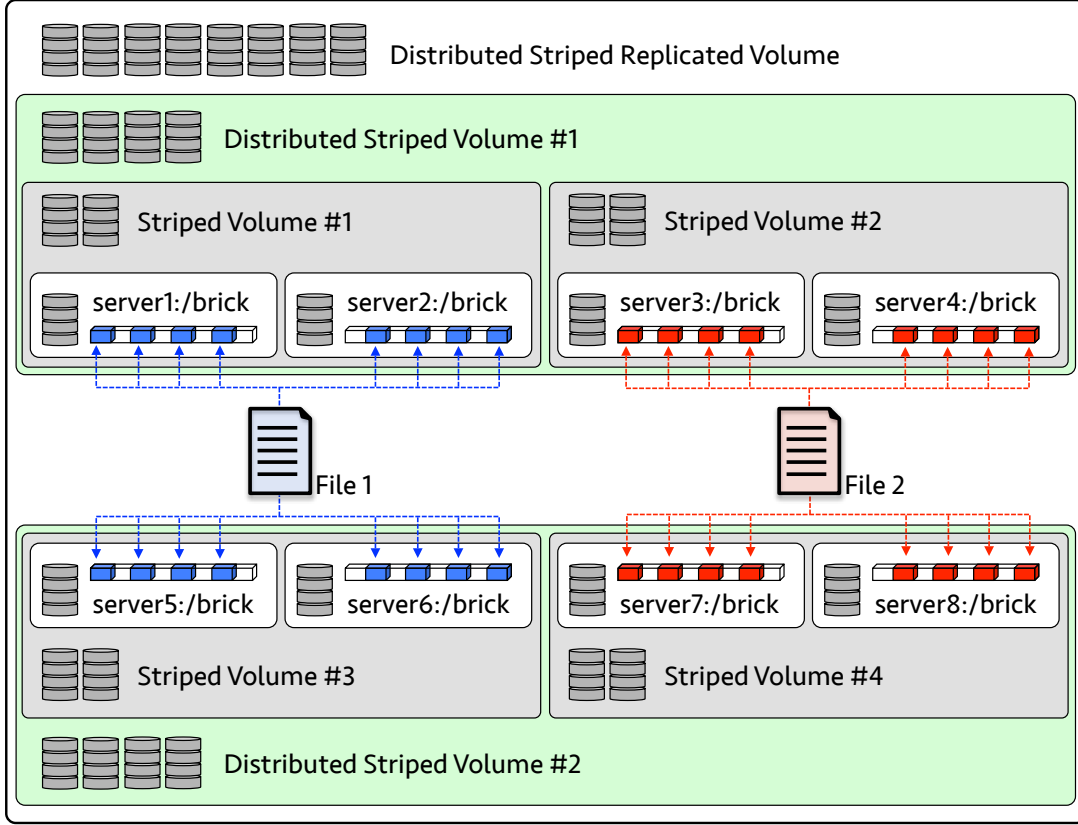 Distributed Striped Replicated Volume
Distributed Striped Volume #1
Striped Volume #1
Striped Volume #2
server1:/brick
server2:/brick
server3:/brick
server4:/brick
File 1
File 2
server5:/brick
server6:/brick
server7:/brick
server8:/brick
Striped Volume #3
Striped Volume #4
Distributed Striped Volume #2